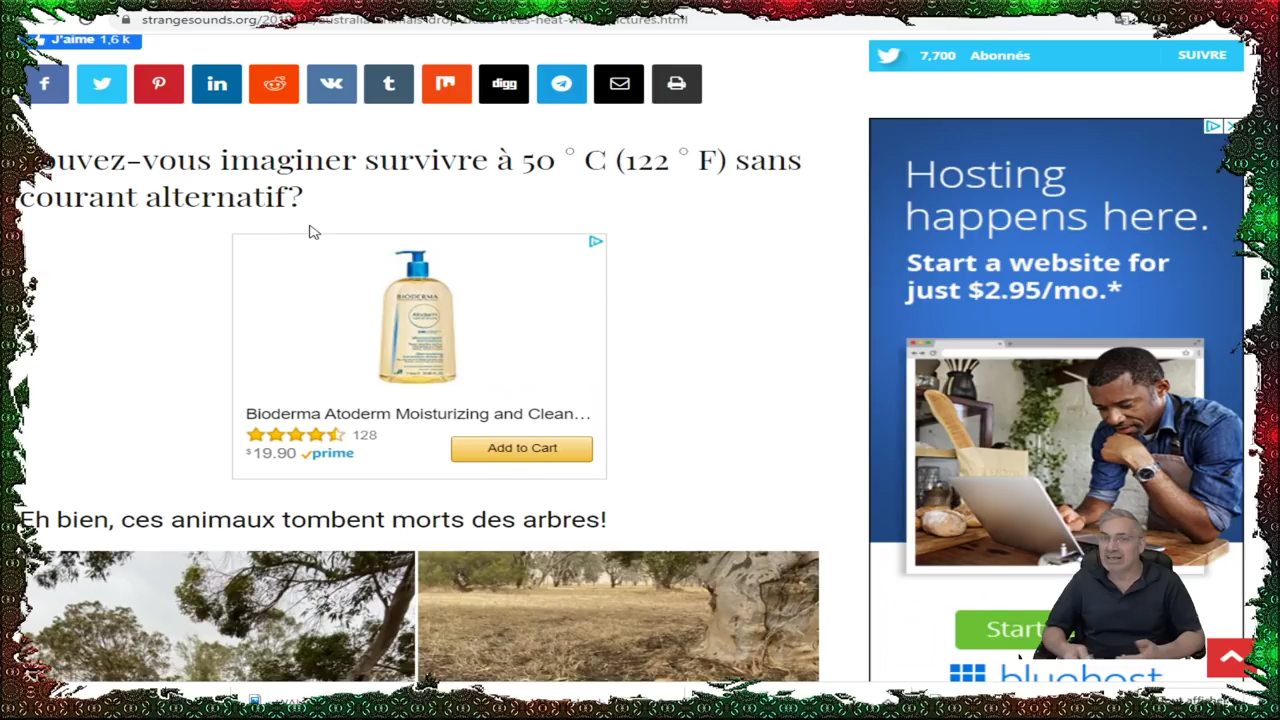 J'aime 1,6 k
7,700 Abonnés SUIVRE
digg
imaginer survivre à 50 ° C (122 ° F) sans
courant alternatif?
Hosting
happens here.
Start a website for
just $2.95/mo.*
BIODERMA
Atoderm
Bioderma Atoderm Moisturizing and Clean…
128
$19.90 prime
Add to Cart
Eh bien, ces animaux tombent morts des arbres!
Start
bluehost